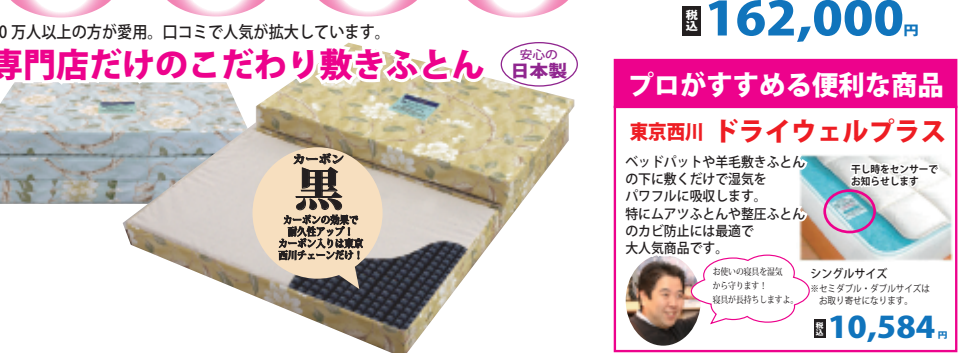 0万人以上の方が愛用。口コミで人気が拡大しています。
専門店だけのこだわり敷きふとん
安心の
日本製
カーボン
黒
カーボンの効果で
耐久性アップ！
カーボン入りは東京
西川チェーンだけ！
税込162,000円
プロがすすめる便利な商品
東京西川 ドライウェルプラス
ベッドパットや羊毛敷きふとん
の下に敷くだけで湿気を
パワフルに吸収します。
特にムアツふとんや整圧ふとん
のカビ防止には最適で
大人気商品です。
干し時をセンサーで
お知らせします
お使いの寝具を湿気
から守ります！
寝具が長持ちしますよ。
シングルサイズ
※セミダブル・ダブルサイズは
お取り寄せになります。
税込10,584円